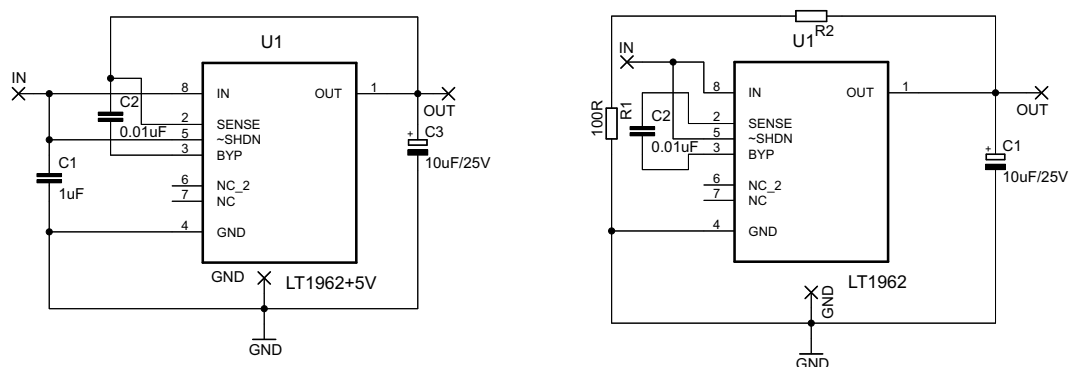 U1
IN
8 IN OUT 1
OUT
C2
0.01uF
2 SENSE
5 ~SHDN
3 BYP
C3
+
10uF/25V
C1
1uF
6 NC_2
7 NC
4 GND
GND
LT1962+5V
GND
R2
U1
IN
8 IN OUT 1
OUT
100R
R1
C2
0.01uF
2 SENSE
5 ~SHDN
3 BYP
C1
+
10uF/25V
6 NC_2
7 NC
4 GND
LT1962
GND
GND